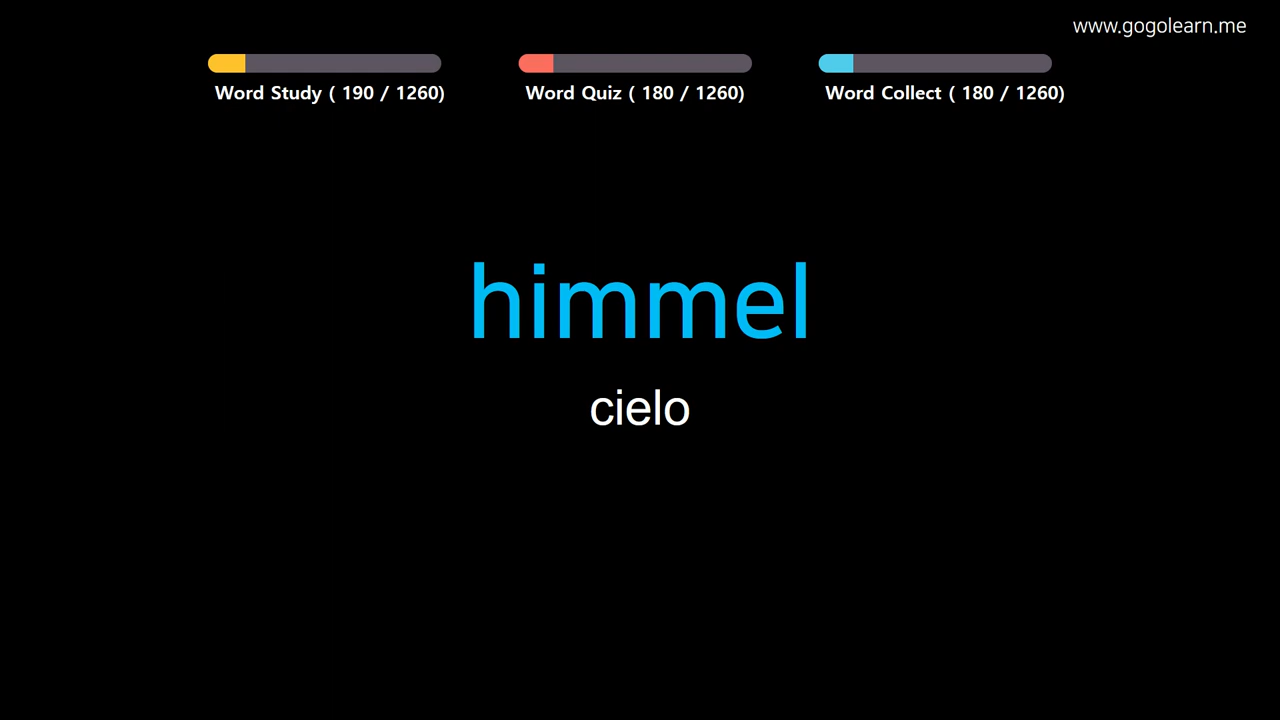 www.gogolearn.me
Word Study ( 190 / 1260)
Word Quiz ( 180 / 1260)
Word Collect ( 180 / 1260)
himmel
cielo